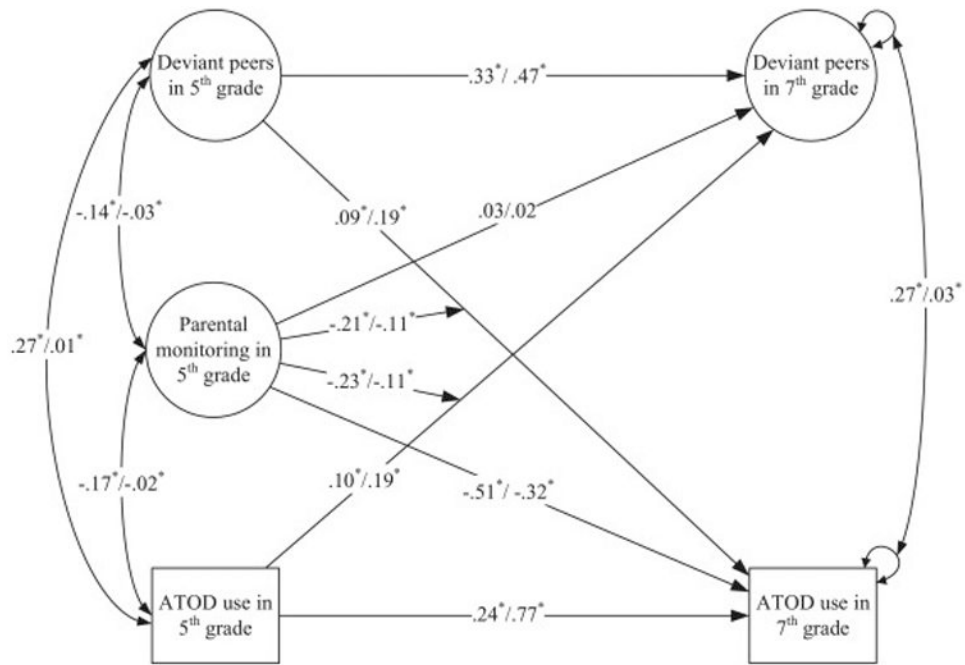 Deviant peers
in 5th grade
Deviant peers
in 7th grade
.33*/ .47*
-.14*/-.03*
.09*/.19*
.03/.02
.27*/.03*
Parental
monitoring in
5th grade
-.21*/-.11*
.27*/.01*
-.23*/-.11*
-.17*/-.02*
.10*/.19*
-.51*/ -.32*
ATOD use in
5th grade
.24*/.77*
ATOD use in
7th grade